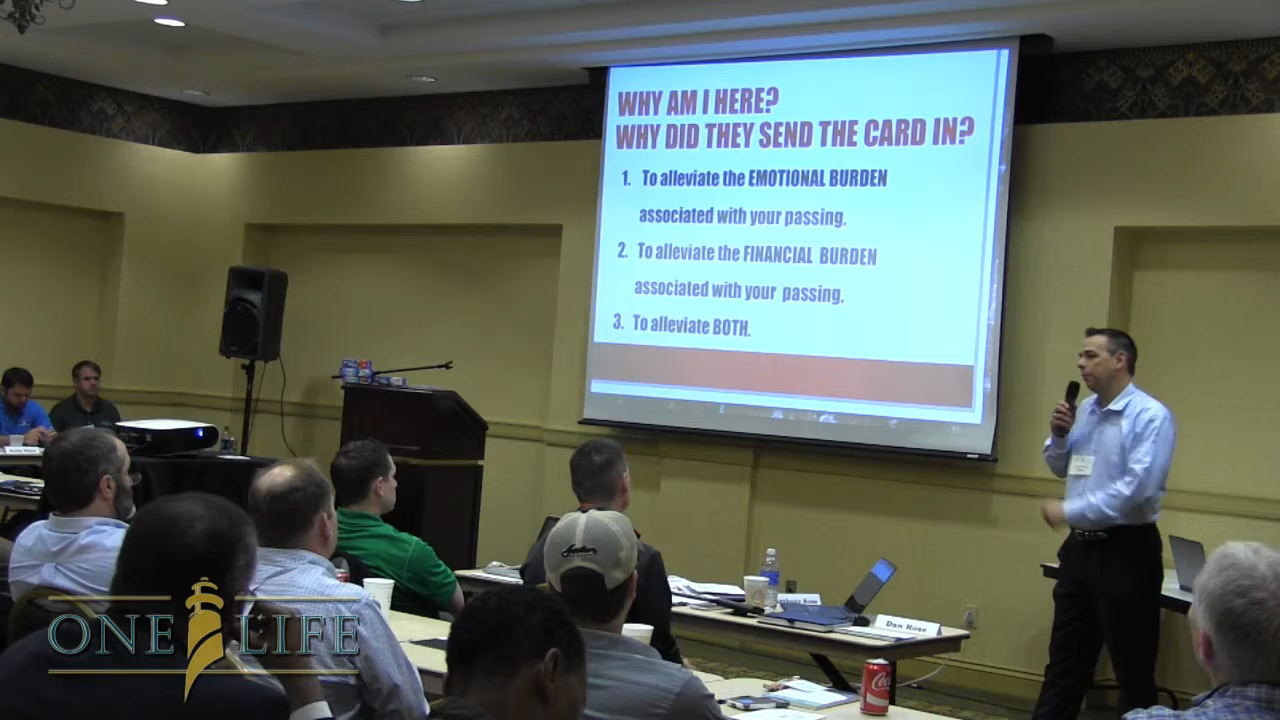 WHY AM I HERE?
WHY DID THEY SEND THE CARD IN?
1. To alleviate the EMOTIONAL BURDEN
associated with your passing.
2. To alleviate the FINANCIAL BURDEN
associated with your passing.
3. To alleviate BOTH.
Dan Rose
ONE LIFE